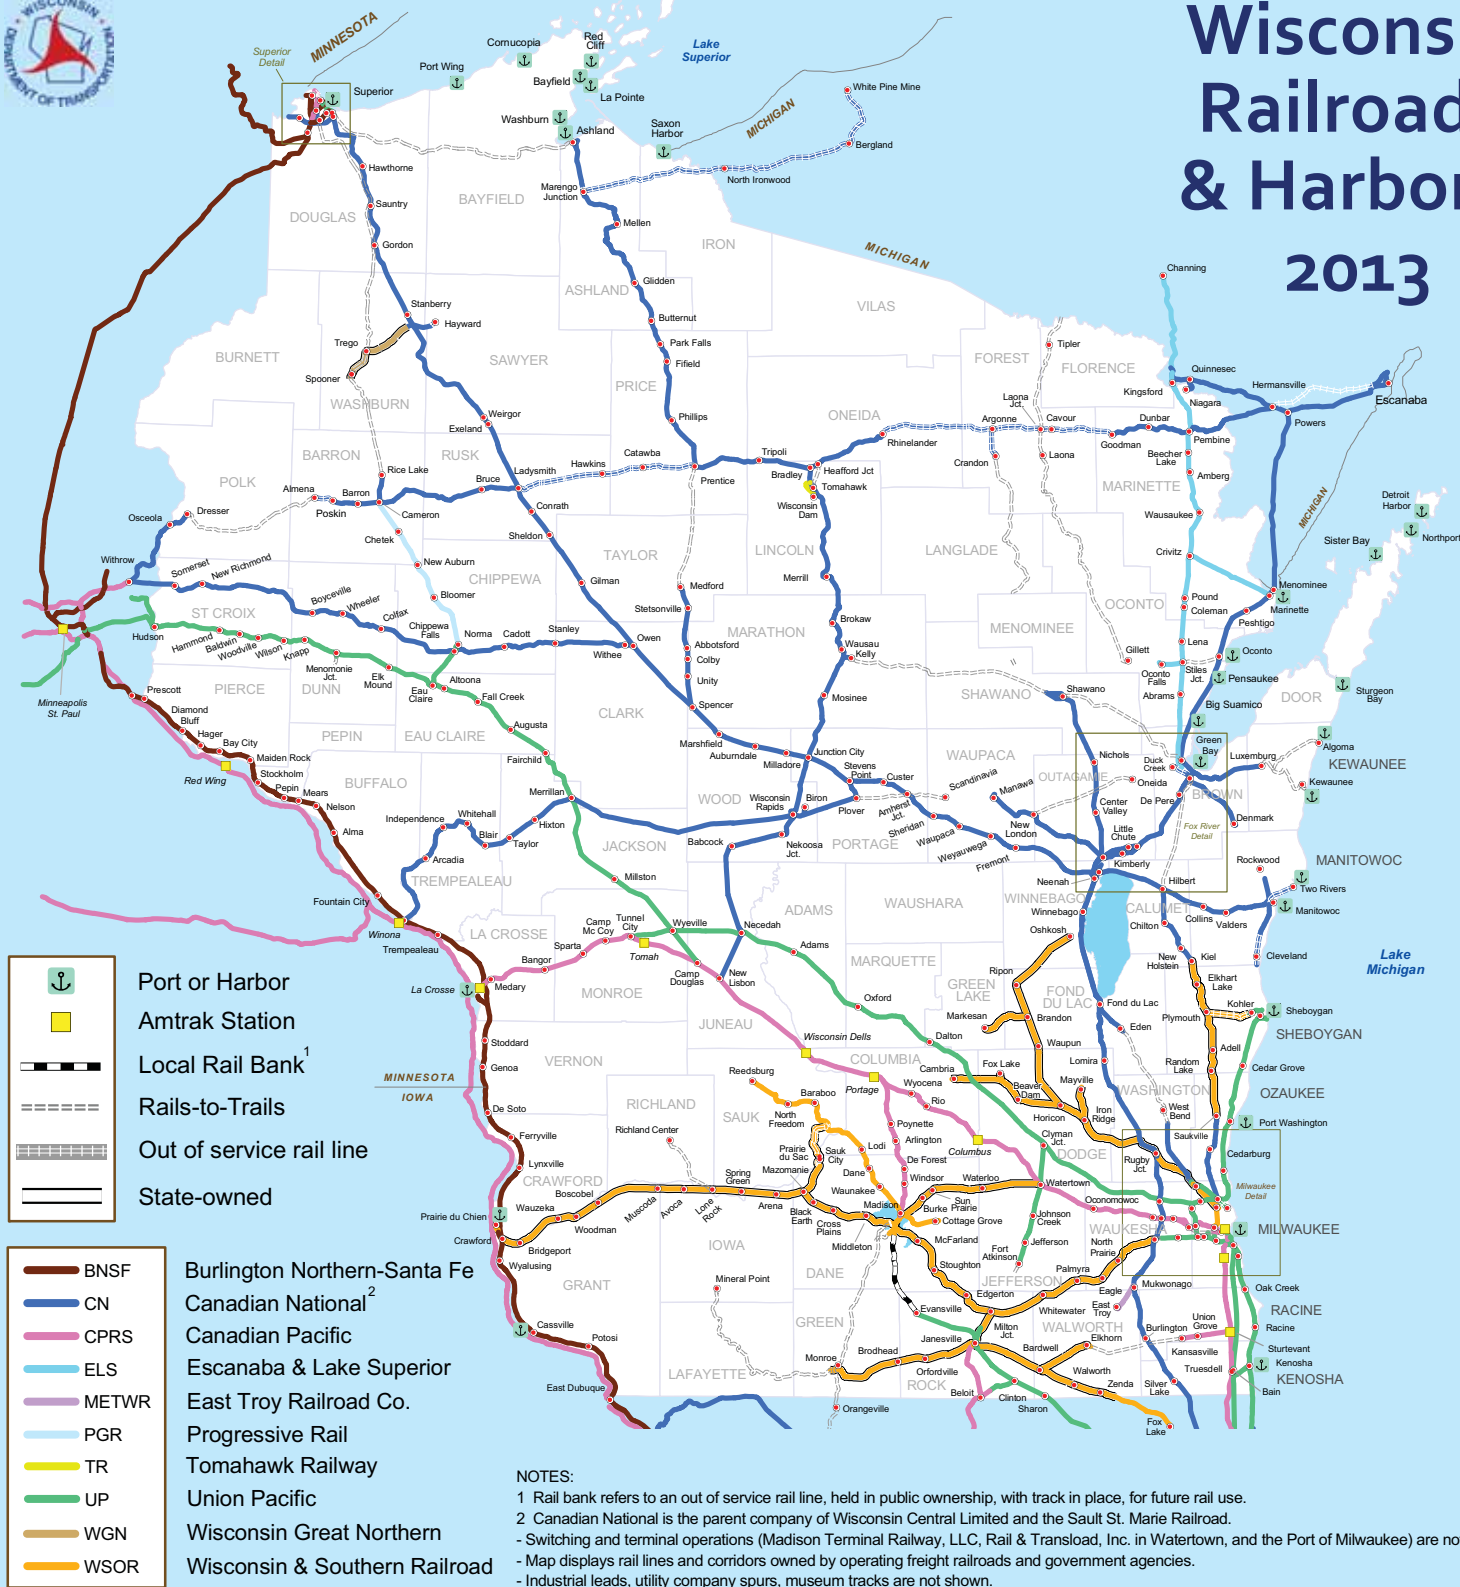 WISCONSIN
DEPARTMENT OF TRANSPORTATION
Wiscons
Railroad
& Harbor
2013
Superior
Detail
MINNESOTA
Cornucopia
Red
Cliff
Lake
Superior
Port Wing
Bayfield
La Pointe
White Pine Mine
Superior
Washburn
Ashland
Saxon
Harbor
MICHIGAN
Bergland
Hawthorne
Marengo
Junction
North Ironwood
BAYFIELD
DOUGLAS
Sauntry
Mellen
Gordon
IRON
MICHIGAN
Channing
Glidden
ASHLAND
VILAS
Stanberry
Hayward
Butternut
Trego
Park Falls
Tipler
BURNETT
SAWYER
Fifield
FOREST
FLORENCE
Quinnesec
Spooner
PRICE
Kingsford
Hermansville
WASHBURN
Niagara
Escanaba
Weirgor
Exeland
Phillips
ONEIDA
Laona
Jct.
Argonne
Cavour
Dunbar
Powers
Rhinelander
Goodman
Pembine
BARRON
RUSK
Tripoli
Beecher
Lake
Crandon
Laona
Rice Lake
Ladysmith
Hawkins
Catawba
Bradley
Heafford Jct
Amberg
POLK
Almena
Barron
Bruce
Prentice
Tomahawk
MARINETTE
Detroit
Harbor
Poskin
Cameron
Conrath
Wisconsin
Dam
Wausaukee
MICHIGAN
Osceola
Dresser
Chetek
Sheldon
Northport
Sister Bay
Withrow
Somerset
New Richmond
New Auburn
TAYLOR
LINCOLN
LANGLADE
Crivitz
CHIPPEWA
Gilman
Medford
Merrill
Menominee
Boyceville
Wheeler
Colfax
Bloomer
OCONTO
Pound
Coleman
Marinette
ST CROIX
Stetsonville
Peshtigo
Hudson
Hammond
Baldwin
Woodville
Wilson
Knapp
Chippewa
Falls
Norma
Cadott
Stanley
Owen
MARATHON
Brokaw
MENOMINEE
Lena
Withee
Abbotsford
Colby
Wausau
Kelly
Gillett
Oconto
Menomonie
Jct.
Elk
Mound
Altoona
Unity
Oconto
Falls
Stiles
Jct.
Pensaukee
PIERCE
DUNN
Eau
Claire
Fall Creek
SHAWANO
Shawano
Abrams
DOOR
Sturgeon
Bay
Minneapolis
St. Paul
Prescott
Spencer
Mosinee
Big Suamico
Diamond
Bluff
Hager
Bay City
PEPIN
EAU CLAIRE
Augusta
CLARK
Marshfield
Auburndale
Milladore
Junction City
Green
Bay
Algoma
Maiden Rock
Fairchild
WAUPACA
Nichols
Duck
Creek
Luxemburg
KEWAUNEE
Red Wing
Stockholm
BUFFALO
Stevens
Point
Custer
Scandinavia
Manawa
OUTAGAMIE
Oneida
Kewaunee
Pepin
Mears
Merrillan
WOOD
Wisconsin
Rapids
Biron
Plover
Amherst
Jct.
Center
Valley
De Pere
BROWN
Nelson
Independence
Whitehall
Hixton
Sheridan
Waupaca
Weyauwega
Fremont
New
London
Little
Chute
Fox River
Detail
Denmark
Alma
Blair
Taylor
JACKSON
Babcock
Nekoosa
Jct.
PORTAGE
Kimberly
Rockwood
MANITOWOC
Arcadia
TREMPEALEAU
Millston
Neenah
Hilbert
Two Rivers
Fountain City
ADAMS
WAUSHARA
WINNEBAGO
Winnebago
CALUMET
Collins
Valders
Manitowoc
Winona
Trempealeau
LA CROSSE
Camp
Mc Coy
Tunnel
City
Wyeville
Necedah
Oshkosh
Chilton
Sparta
Tomah
Adams
New
Holstein
Kiel
Cleveland
Lake
Michigan
Port or Harbor
Bangor
Camp
Douglas
New
Lisbon
MARQUETTE
Ripon
Elkhart
Lake
La Crosse
Medary
MONROE
Oxford
GREEN
LAKE
FOND
DU LAC
Fond du Lac
Kohler
Sheboygan
Amtrak Station
JUNEAU
Markesan
Brandon
Eden
Plymouth
SHEBOYGAN
Stoddard
Wisconsin Dells
Dalton
Waupun
Adell
Local Rail Bank1
VERNON
Genoa
COLUMBIA
Fox Lake
Lomira
Random
Lake
Cedar Grove
MINNESOTA
IOWA
Reedsburg
Cambria
Mayville
WASHINGTON
OZAUKEE
Rails-to-Trails
RICHLAND
Baraboo
Portage
Wyocena
Rio
Beaver
Dam
De Soto
Richland Center
SAUK
North
Freedom
Poynette
Horicon
Iron
Ridge
West
Bend
Port Washington
Out of service rail line
Ferryville
Prairie
du Sac
Sauk
City
Lodi
Arlington
Columbus
Clyman
Jct.
DODGE
Saukville
Lynxville
CRAWFORD
Mazomanie
Dane
De Forest
Rugby
Jct.
Cedarburg
State-owned
Boscobel
Spring
Green
Waunakee
Windsor
Waterloo
Watertown
Milwaukee
Detail
Wauzeka
Muscoda
Avoca
Lone
Rock
Arena
Black
Earth
Cross
Plains
Madison
Burke
Sun
Prairie
Oconomowoc
Prairie du Chien
Woodman
Cottage Grove
Johnson
Creek
WAUKESHA
MILWAUKEE
Crawford
Bridgeport
IOWA
Middleton
McFarland
Fort
Atkinson
Jefferson
North
Prairie
Wyalusing
GRANT
Mineral Point
DANE
Stoughton
JEFFERSON
Palmyra
Eagle
Mukwonago
Oak Creek
Edgerton
Whitewater
East
Troy
RACINE
Cassville
GREEN
Evansville
Milton
Jct.
WALWORTH
Burlington
Union
Grove
Racine
Potosi
Janesville
Elkhorn
Kansasville
Sturtevant
Monroe
Brodhead
Orfordville
Bardwell
Truesdell
Kenosha
LAFAYETTE
ROCK
Walworth
Silver
Lake
KENOSHA
East Dubuque
Beloit
Clinton
Zenda
Bain
Orangeville
Sharon
Fox
Lake
BNSF Burlington Northern-Santa Fe
CN Canadian National2
CPRS Canadian Pacific
ELS Escanaba & Lake Superior
METWR East Troy Railroad Co.
PGR Progressive Rail
TR Tomahawk Railway
UP Union Pacific
WGN Wisconsin Great Northern
WSOR Wisconsin & Southern Railroad
NOTES:
1 Rail bank refers to an out of service rail line, held in public ownership, with track in place, for future rail use.
2 Canadian National is the parent company of Wisconsin Central Limited and the Sault St. Marie Railroad.
- Switching and terminal operations (Madison Terminal Railway, LLC, Rail & Transload, Inc. in Watertown, and the Port of Milwaukee) are no
- Map displays rail lines and corridors owned by operating freight railroads and government agencies.
- Industrial leads, utility company spurs, museum tracks are not shown.